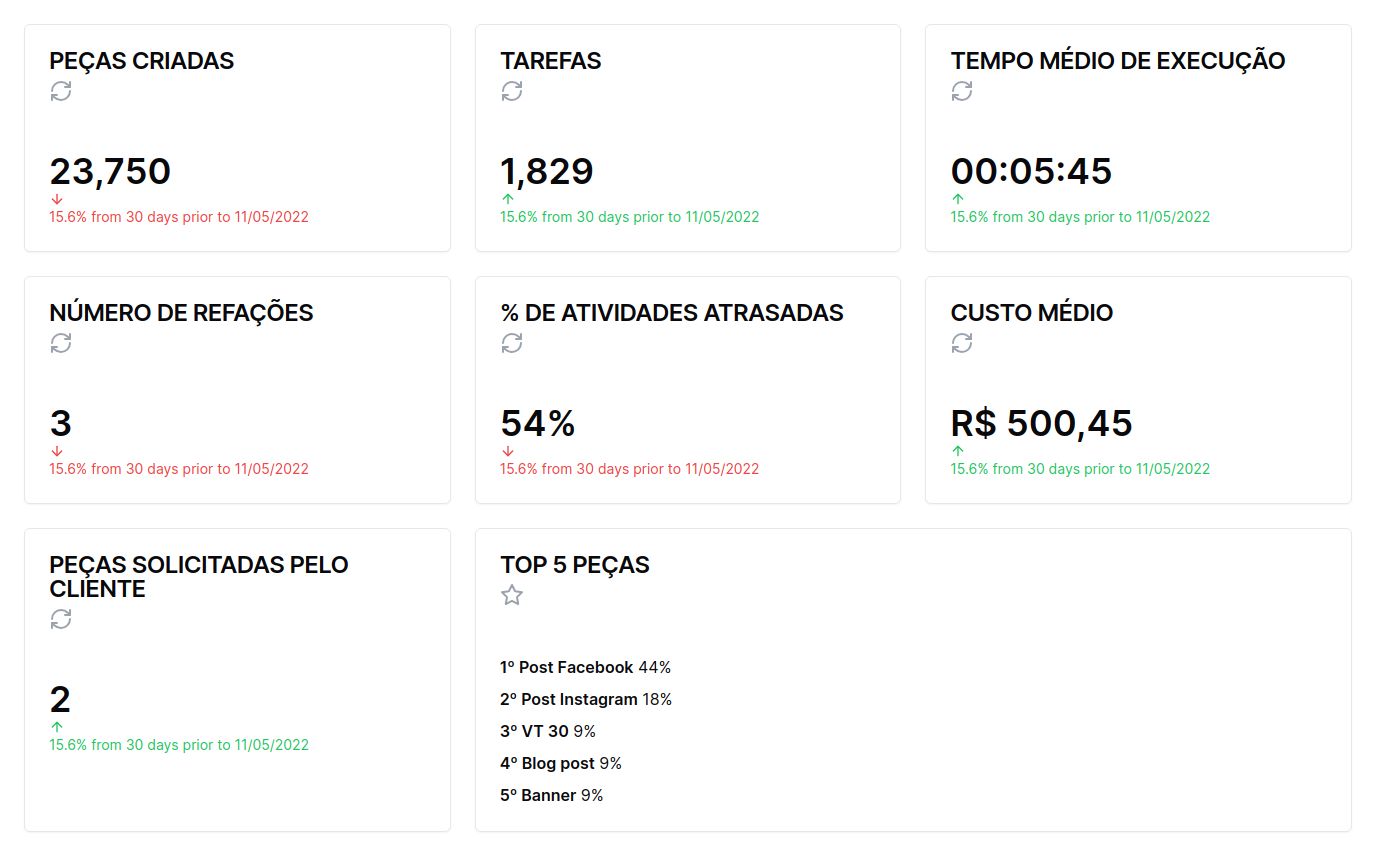 PEÇAS CRIADAS
23,750
15.6% from 30 days prior to 11/05/2022
TAREFAS
1,829
15.6% from 30 days prior to 11/05/2022
TEMPO MÉDIO DE EXECUÇÃO
00:05:45
15.6% from 30 days prior to 11/05/2022
NÚMERO DE REFAÇÕES
3
15.6% from 30 days prior to 11/05/2022
% DE ATIVIDADES ATRASADAS
54%
15.6% from 30 days prior to 11/05/2022
CUSTO MÉDIO
R$ 500,45
15.6% from 30 days prior to 11/05/2022
PEÇAS SOLICITADAS PELO
CLIENTE
2
15.6% from 30 days prior to 11/05/2022
TOP 5 PEÇAS
1º Post Facebook 44%
2º Post Instagram 18%
3º VT 30 9%
4º Blog post 9%
5º Banner 9%